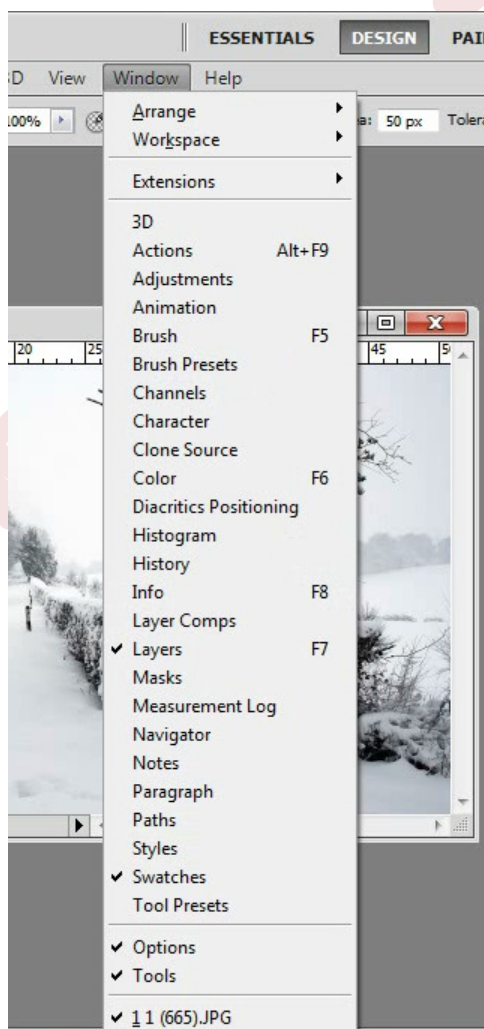 ESSENTIALS DESIGN PAI
D View Window Help
100% a: 50 px Toler
Arrange
Workspace
Extensions
3D
Actions Alt+F9
Adjustments
Animation
Brush F5
20 25 45 5
Brush Presets
Channels
Character
Clone Source
Color F6
Diacritics Positioning
Histogram
History
Info F8
Layer Comps
Layers F7
Masks
Measurement Log
Navigator
Notes
Paragraph
Paths
Styles
Swatches
Tool Presets
Options
Tools
1 1 (665).JPG